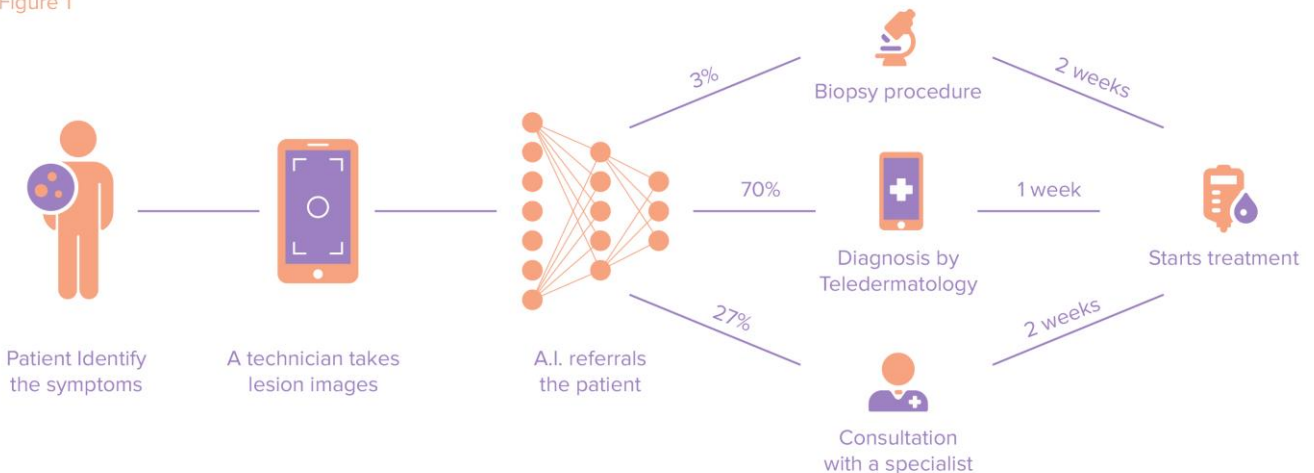 Figure 1
Patient Identify
the symptoms
A technician takes
lesion images
A.I. referrals
the patient
3%
70%
27%
Biopsy procedure
Diagnosis by
Teledermatology
Consultation
with a specialist
2 weeks
1 week
2 weeks
Starts treatment